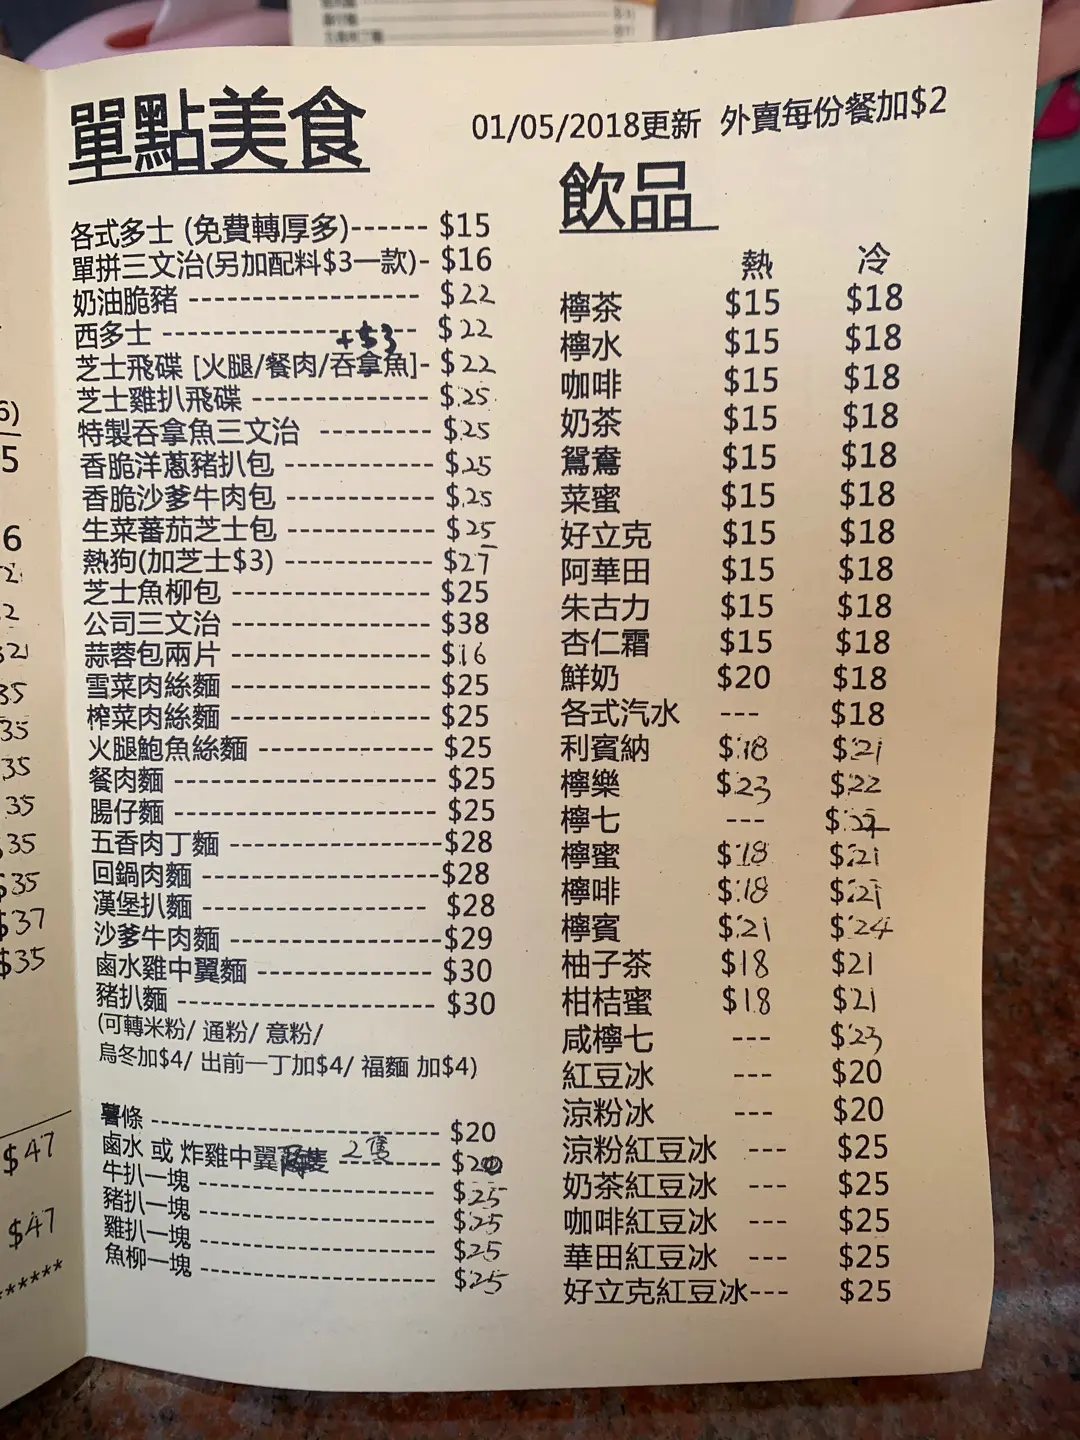 單點美食
01/05/2018更新 外賣每份餐加$2
各式多士 (免費轉厚多)------ $15
單拼三文治(另加配料$3一款)- $16
奶油脆豬 ------------------ $22
西多士 -------------------- $22
+$3
芝士飛碟 [火腿/餐肉/吞拿魚]- $22
芝士雞扒飛碟 -------------- $25
特製吞拿魚三文治 --------- $25
香脆洋蔥豬扒包 ------------ $25
香脆沙爹牛肉包 ------------ $25
生菜蕃茄芝士包 ------------ $25
熱狗(加芝士$3) ------------ $27
芝士魚柳包 ---------------- $25
公司三文治 ---------------- $38
蒜蓉包兩片 ---------------- $16
雪菜肉絲麵 --------------- $25
榨菜肉絲麵 --------------- $25
火腿鮑魚絲麵 ------------- $25
餐肉麵 ------------------- $25
腸仔麵 ------------------- $25
五香肉丁麵 ----------------$28
回鍋肉麵 ------------------$28
漢堡扒麵 ----------------- $28
沙爹牛肉麵 ---------------$29
鹵水雞中翼麵 ------------- $30
豬扒麵 ------------------- $30
(可轉米粉/ 通粉/ 意粉/
烏冬加$4/ 出前一丁加$4/ 福麵 加$4)
薯條 --------------------- $20
鹵水 或 炸雞中翼 2隻 ------- $20
牛扒一塊 ----------------- $25
豬扒一塊 ----------------- $25
雞扒一塊 ----------------- $25
魚柳一塊 ----------------- $25
飲品
熱 冷
檸茶 $15 $18
檸水 $15 $18
咖啡 $15 $18
奶茶 $15 $18
鴛鴦 $15 $18
菜蜜 $15 $18
好立克 $15 $18
阿華田 $15 $18
朱古力 $15 $18
杏仁霜 $15 $18
鮮奶 $20 $18
各式汽水 --- $18
利賓納 $18 $21
檸樂 $23 $22
檸七 ---
檸蜜 $18 $21
檸啡 $18 $21
檸賓 $21 $24
柚子茶 $18 $21
柑桔蜜 $18 $21
咸檸七 --- $23
紅豆冰 --- $20
涼粉冰 --- $20
涼粉紅豆冰 --- $25
奶茶紅豆冰 --- $25
咖啡紅豆冰 --- $25
華田紅豆冰 --- $25
好立克紅豆冰--- $25
6)
5
6
35
35
35
35
$35
$37
$35
$47
$47
******